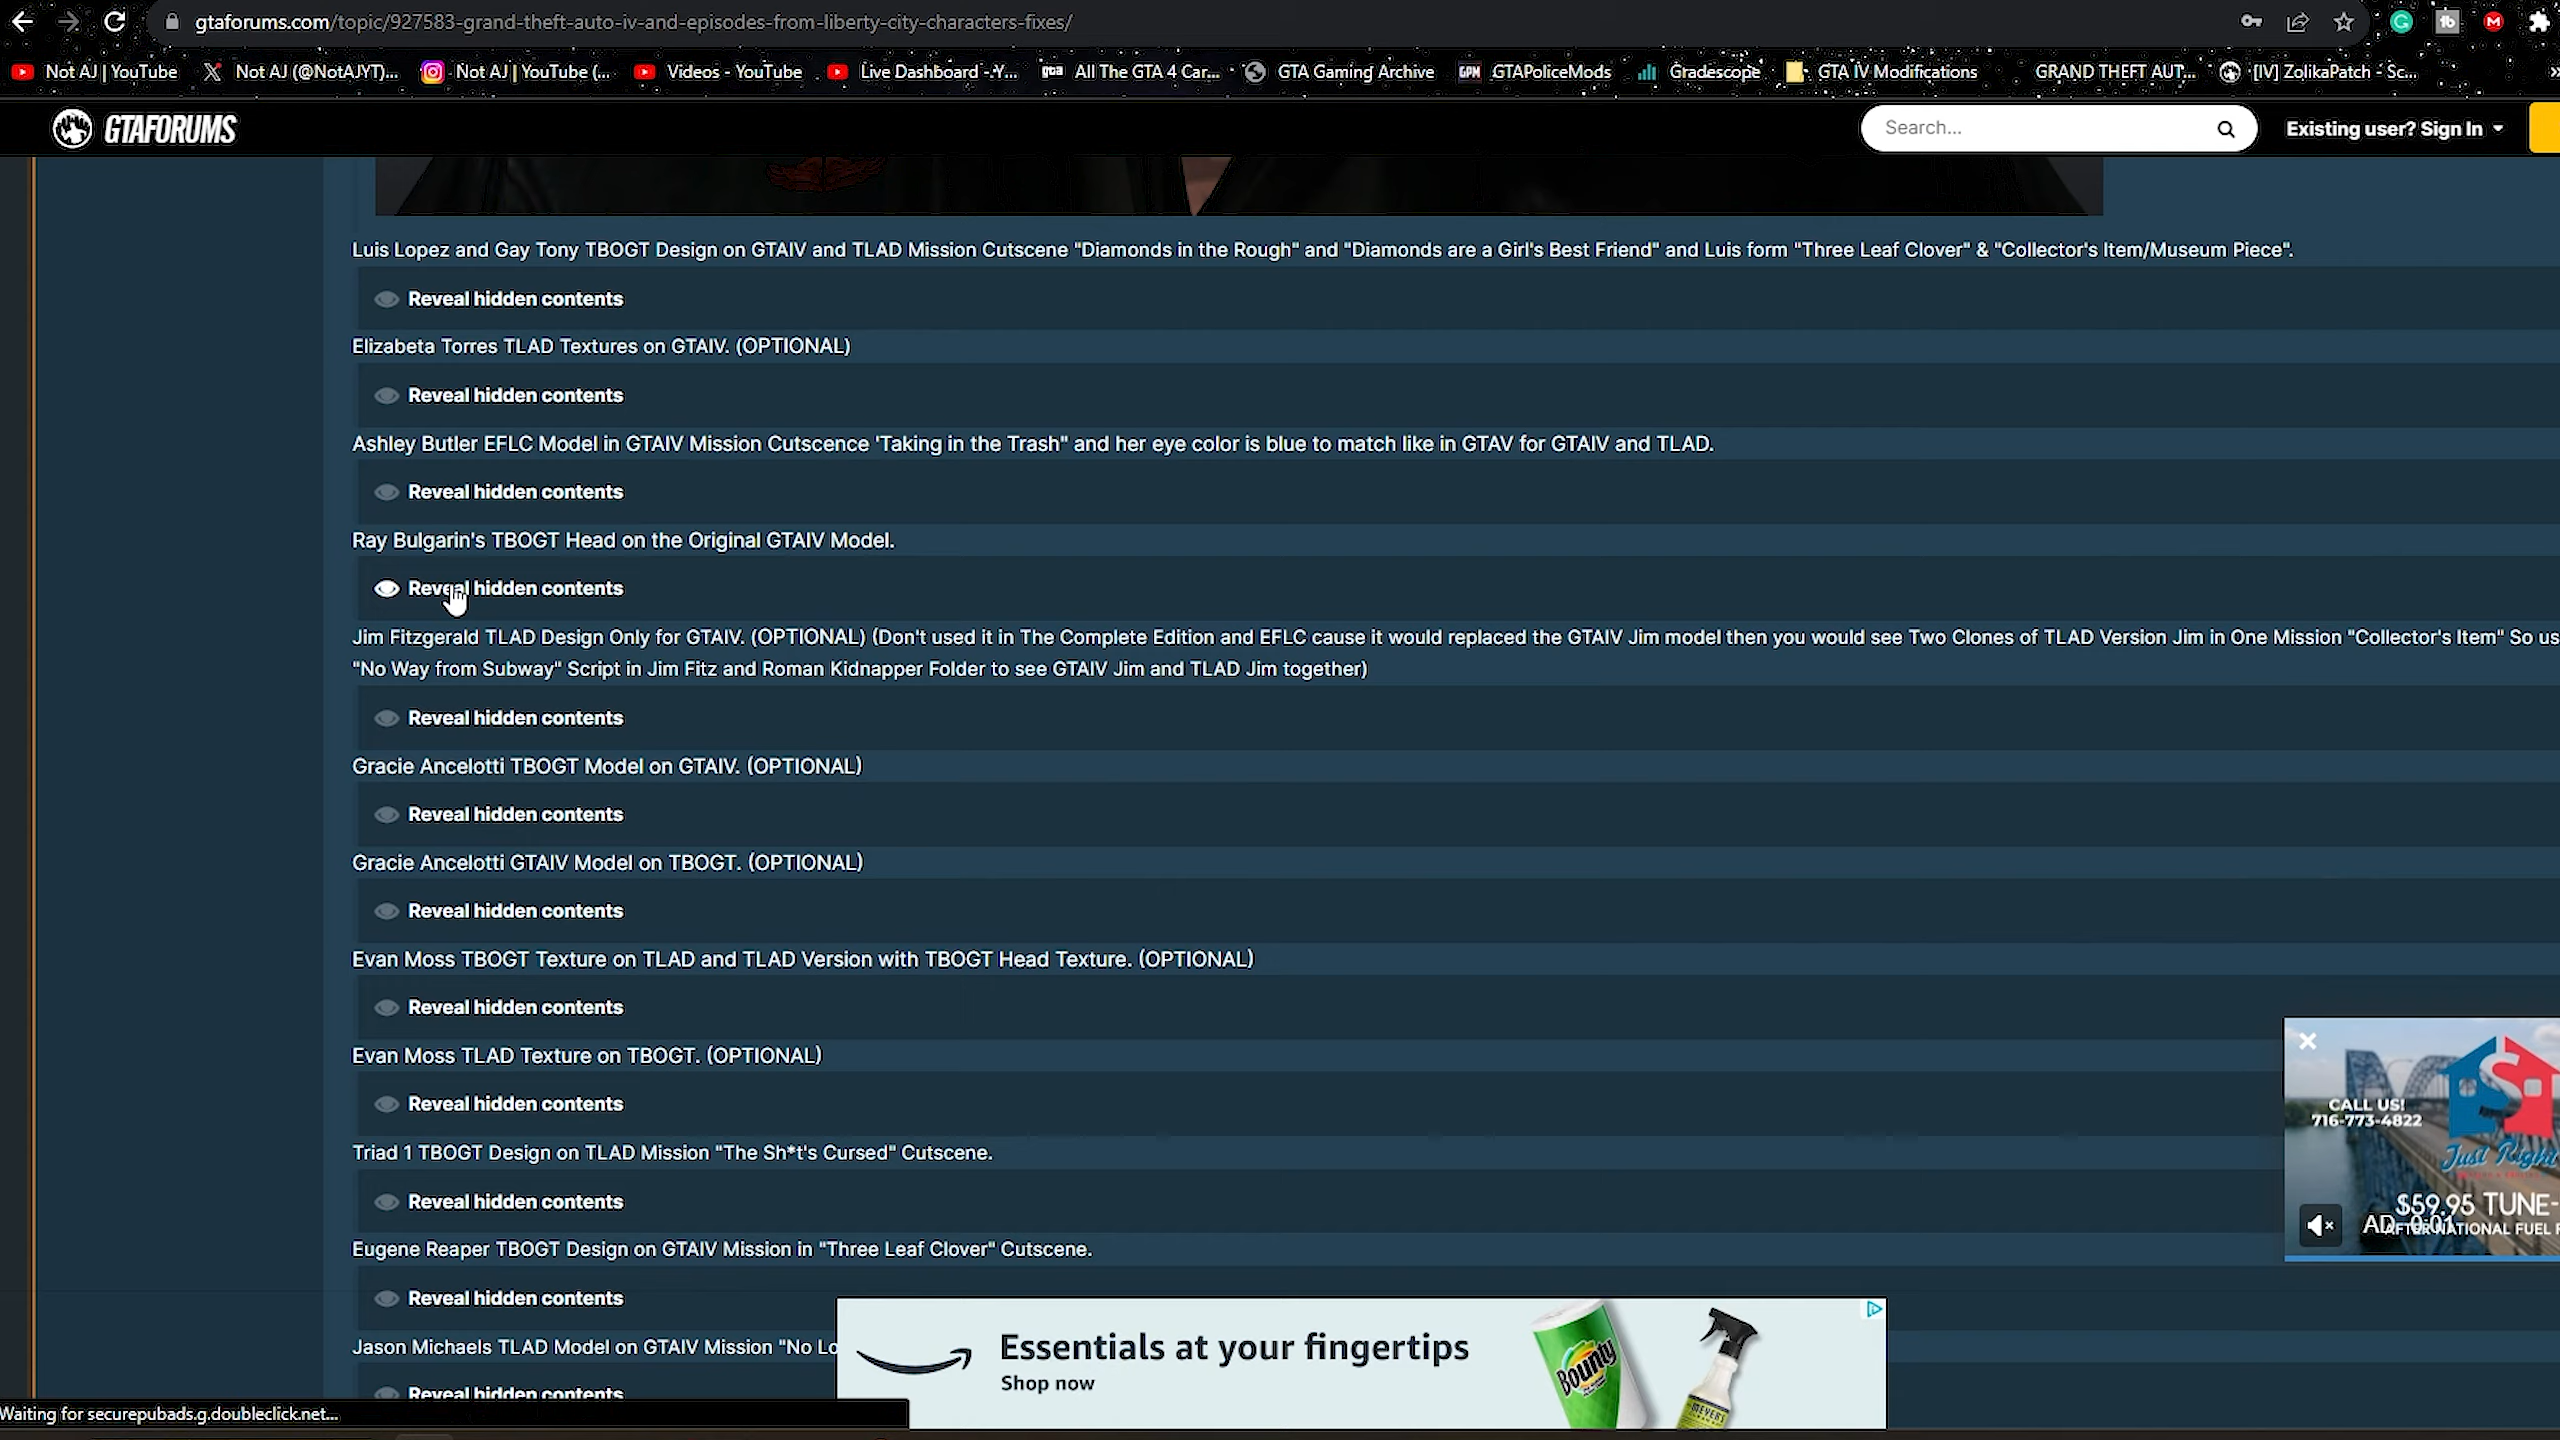 gtaforums.com/topic/927583-grand-theft-auto-iv-and-episodes-from-liberty-city-characters-fixes/
Not AJ | YouTube
Not AJ (@NotAJYT)...
Not AJ | YouTube (...
Videos - YouTube
Live Dashboard - Y...
All The GTA 4 Car...
GTA Gaming Archive
GPM GTAPoliceMods
Gradescope
GTA IV Modifications
GRAND THEFT AUT...
[IV] ZolikaPatch - Sc...
GTAFORUMS
Search...
Existing user? Sign In
Luis Lopez and Gay Tony TBOGT Design on GTAIV and TLAD Mission Cutscene "Diamonds in the Rough" and "Diamonds are a Girl's Best Friend" and Luis form "Three Leaf Clover" & "Collector's Item/Museum Piece".
Reveal hidden contents
Elizabeta Torres TLAD Textures on GTAIV. (OPTIONAL)
Reveal hidden contents
Ashley Butler EFLC Model in GTAIV Mission Cutscence 'Taking in the Trash" and her eye color is blue to match like in GTAV for GTAIV and TLAD.
Reveal hidden contents
Ray Bulgarin's TBOGT Head on the Original GTAIV Model.
Reveal hidden contents
Jim Fitzgerald TLAD Design Only for GTAIV. (OPTIONAL) (Don't used it in The Complete Edition and EFLC cause it would replaced the GTAIV Jim model then you would see Two Clones of TLAD Version Jim in One Mission "Collector's Item" So us
"No Way from Subway" Script in Jim Fitz and Roman Kidnapper Folder to see GTAIV Jim and TLAD Jim together)
Reveal hidden contents
Gracie Ancelotti TBOGT Model on GTAIV. (OPTIONAL)
Reveal hidden contents
Gracie Ancelotti GTAIV Model on TBOGT. (OPTIONAL)
Reveal hidden contents
Evan Moss TBOGT Texture on TLAD and TLAD Version with TBOGT Head Texture. (OPTIONAL)
Reveal hidden contents
Evan Moss TLAD Texture on TBOGT. (OPTIONAL)
Reveal hidden contents
CALL US!
716-773-4822
Just Right
$59.95 TUNE-
AFTER NATIONAL FUEL
AD 0:01
Triad 1 TBOGT Design on TLAD Mission "The Sh*t's Cursed" Cutscene.
Reveal hidden contents
Eugene Reaper TBOGT Design on GTAIV Mission in "Three Leaf Clover" Cutscene.
Reveal hidden contents
Jason Michaels TLAD Model on GTAIV Mission "No Lo
Reveal hidden contents
Essentials at your fingertips
Shop now
Bounty
MEYER'S
Waiting for securepubads.g.doubleclick.net...